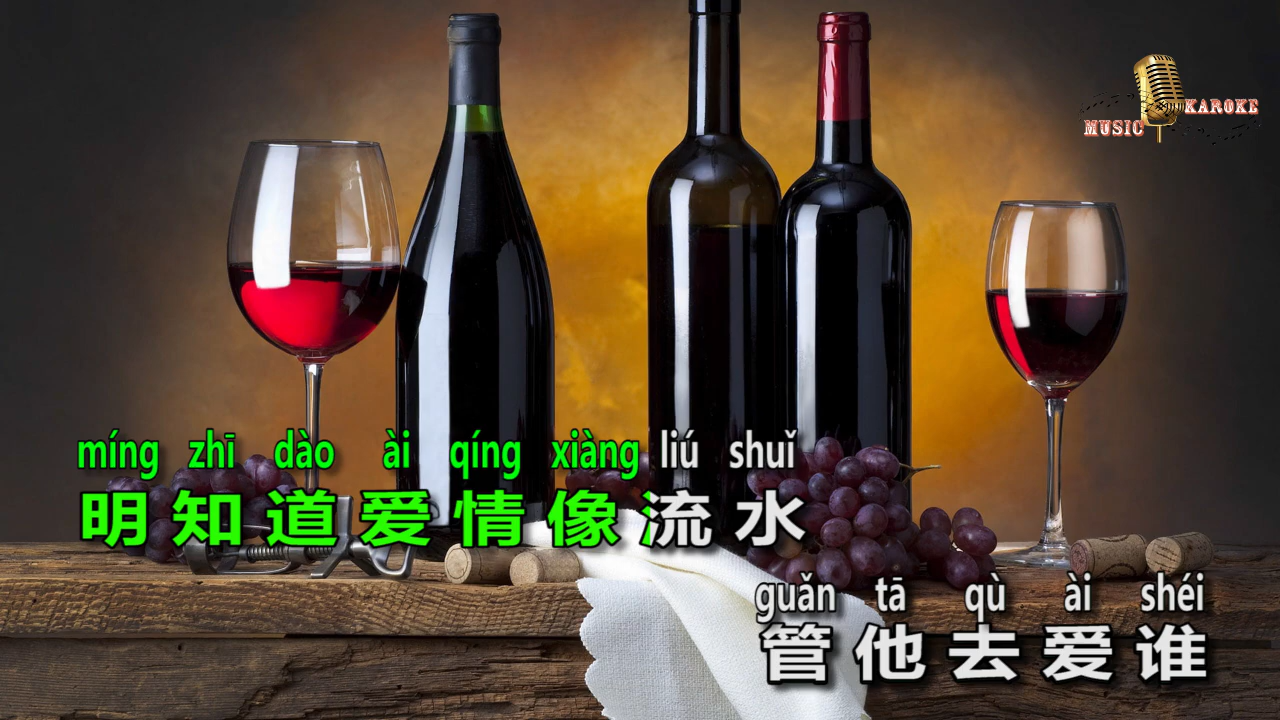 MUSIC KAROKE
míng zhī dào ài qíng xiàng liú shuǐ
明知道爱情像流水
guǎn tā qù ài shéi
管他去爱谁